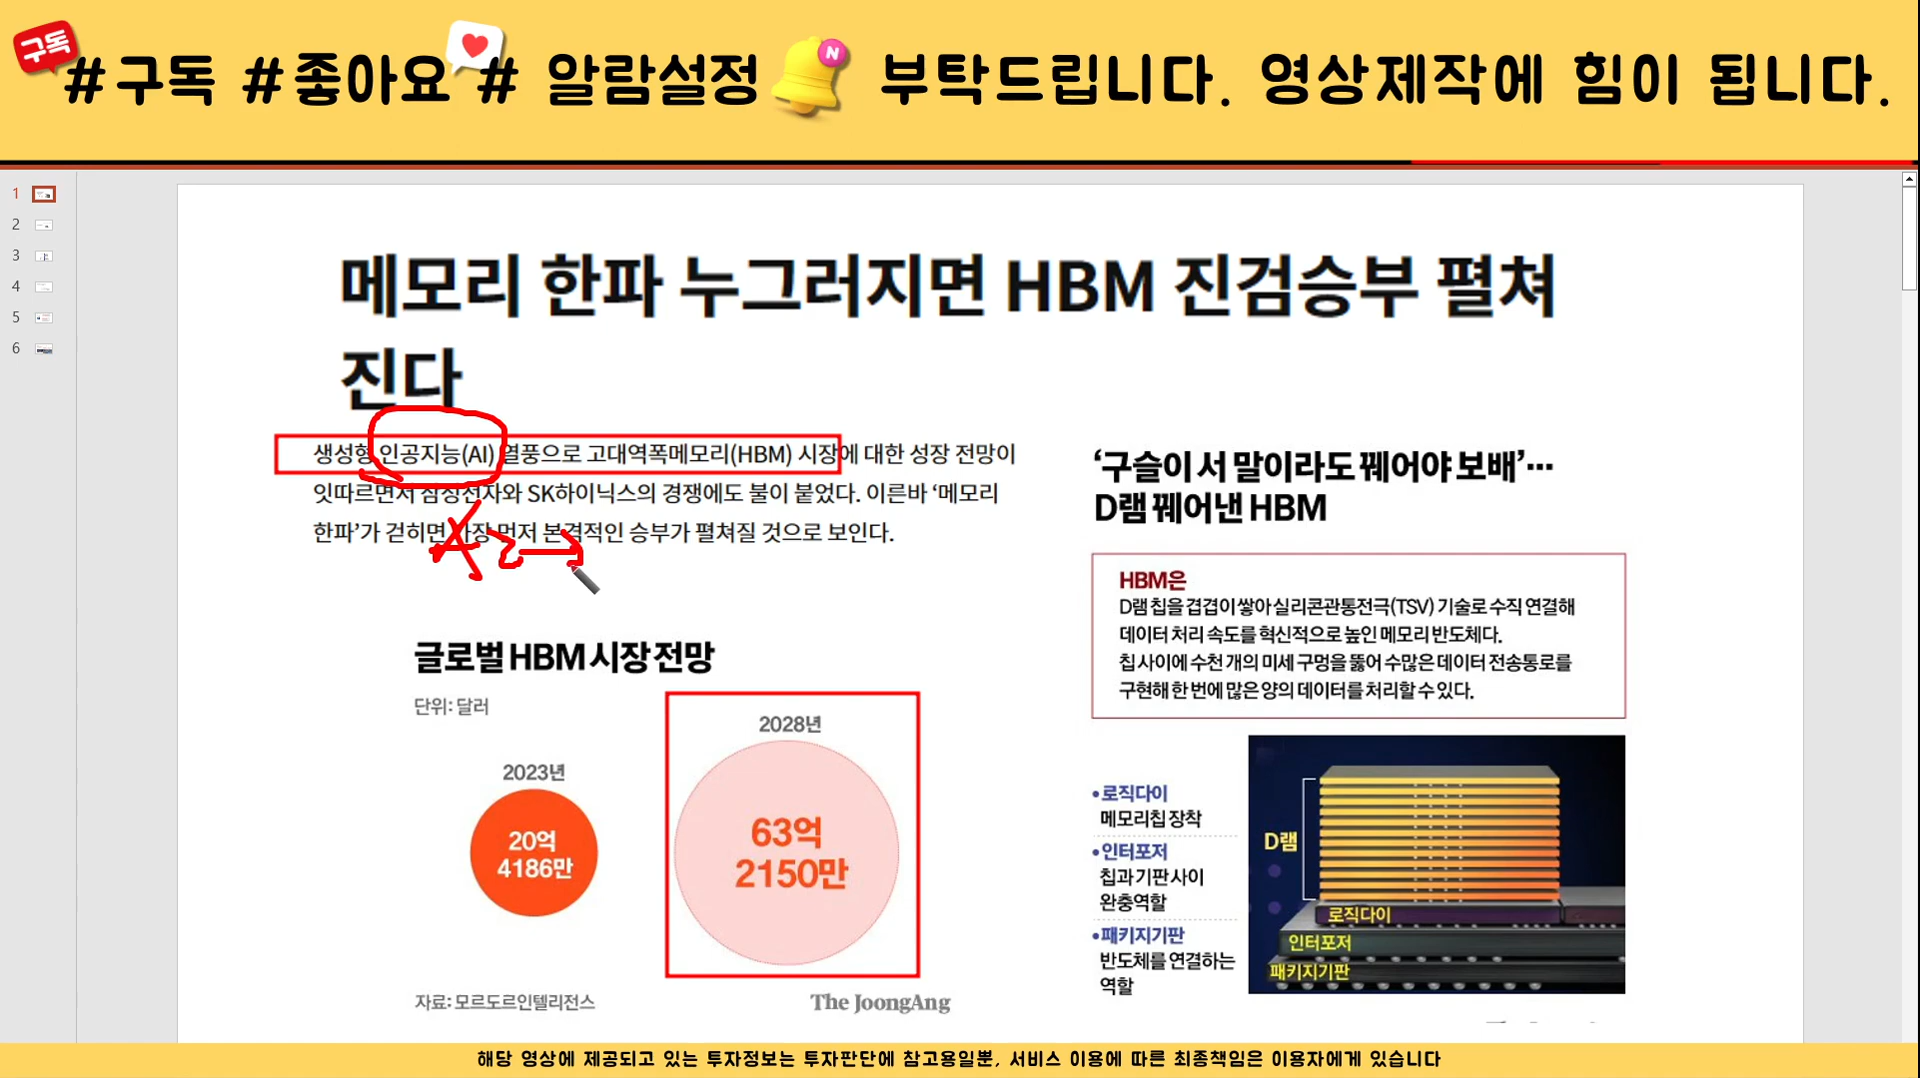 구독
#구독 #좋아요 # 알람설정 N 부탁드립니다. 영상제작에 힘이 됩니다.
1
2
3
4
5
6
메모리 한파 누그러지면 HBM 진검승부 펼쳐
진다
생성형 인공지능(AI) 열풍으로 고대역폭메모리(HBM) 시장에 대한 성장 전망이
잇따르면서 삼성전자와 SK하이닉스의 경쟁에도 불이 붙었다. 이른바 ‘메모리
한파’가 걷히면 가장 먼저 본격적인 승부가 펼쳐질 것으로 보인다.
글로벌 HBM 시장 전망
단위: 달러
2023년
20억
4186만
2028년
63억
2150만
자료: 모르도르인텔리전스
The JoongAng
‘구슬이 서 말이라도 꿰어야 보배’…
D램 꿰어낸 HBM
HBM은
D램 칩을 겹겹이 쌓아 실리콘관통전극(TSV) 기술로 수직 연결해
데이터 처리 속도를 혁신적으로 높인 메모리 반도체다.
칩 사이에 수천 개의 미세 구멍을 뚫어 수많은 데이터 전송통로를
구현해 한 번에 많은 양의 데이터를 처리할 수 있다.
•로직다이
메모리칩 장착
•인터포저
칩과 기판 사이
완충역할
•패키지기판
반도체를 연결하는
역할
D램
로직다이
인터포저
패키지기판
해당 영상에 제공되고 있는 투자정보는 투자판단에 참고용일뿐, 서비스 이용에 따른 최종책임은 이용자에게 있습니다